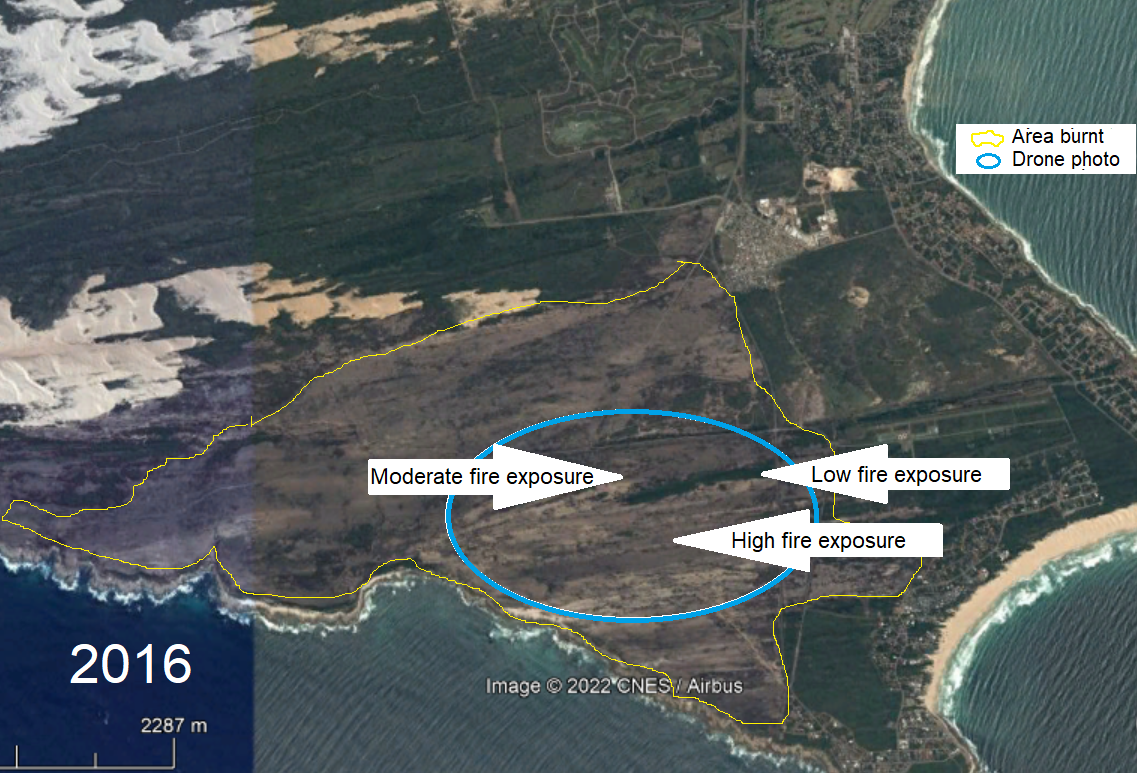 Area burnt
Drone photo
Moderate fire exposure
Low fire exposure
High fire exposure
2016
Image © 2022 CNES / Airbus
2287 m